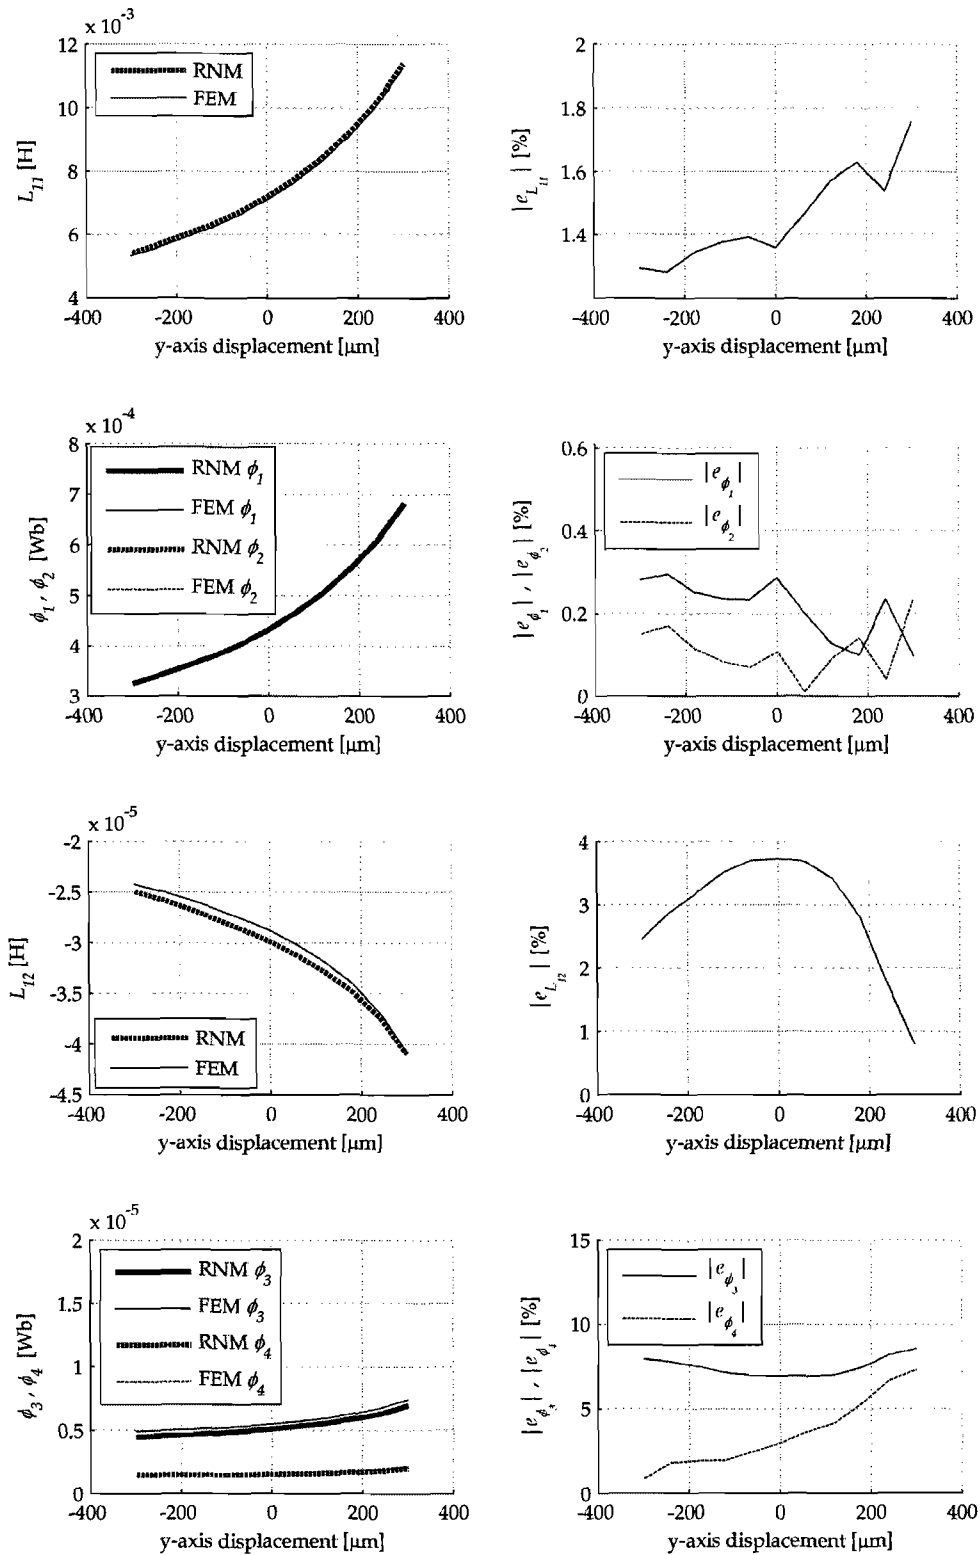 x 10-3
12
10
8
6
4
L11 [H]
RNM
FEM
-400 -200 0 200 400
y-axis displacement [µm]
2
1.8
1.6
1.4
|eL11| [%]
-400 -200 0 200 400
y-axis displacement [µm]
x 10-4
8
7
6
5
4
3
ϕ1, ϕ2 [Wb]
RNM ϕ1
FEM ϕ1
RNM ϕ2
FEM ϕ2
-400 -200 0 200 400
y-axis displacement [µm]
0.6
0.4
0.2
0
|eϕ1|, |eϕ2| [%]
|eϕ1|
|eϕ2|
-400 -200 0 200 400
y-axis displacement [µm]
x 10-5
-2
-2.5
-3
-3.5
-4
-4.5
L12 [H]
RNM
FEM
-400 -200 0 200 400
y-axis displacement [µm]
4
3
2
1
0
|eL12| [%]
-400 -200 0 200 400
y-axis displacement [µm]
x 10-5
2
1.5
1
0.5
0
ϕ3, ϕ4 [Wb]
RNM ϕ3
FEM ϕ3
RNM ϕ4
FEM ϕ4
-400 -200 0 200 400
y-axis displacement [µm]
15
10
5
0
|eϕ3|, |eϕ4| [%]
|eϕ3|
|eϕ4|
-400 -200 0 200 400
y-axis displacement [µm]